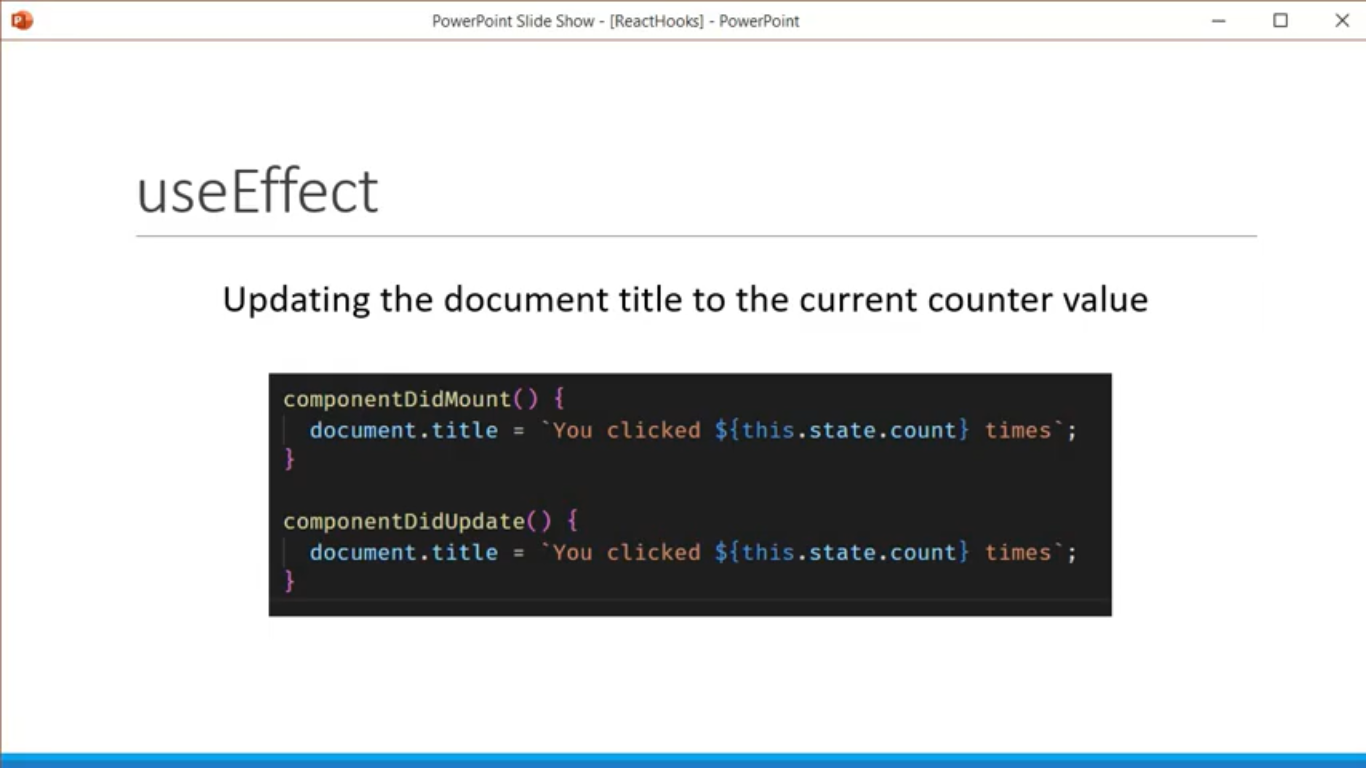 PowerPoint Slide Show - [ReactHooks] - PowerPoint
useEffect
Updating the document title to the current counter value
componentDidMount() {
  document.title = `You clicked ${this.state.count} times`;
}
componentDidUpdate() {
  document.title = `You clicked ${this.state.count} times`;
}